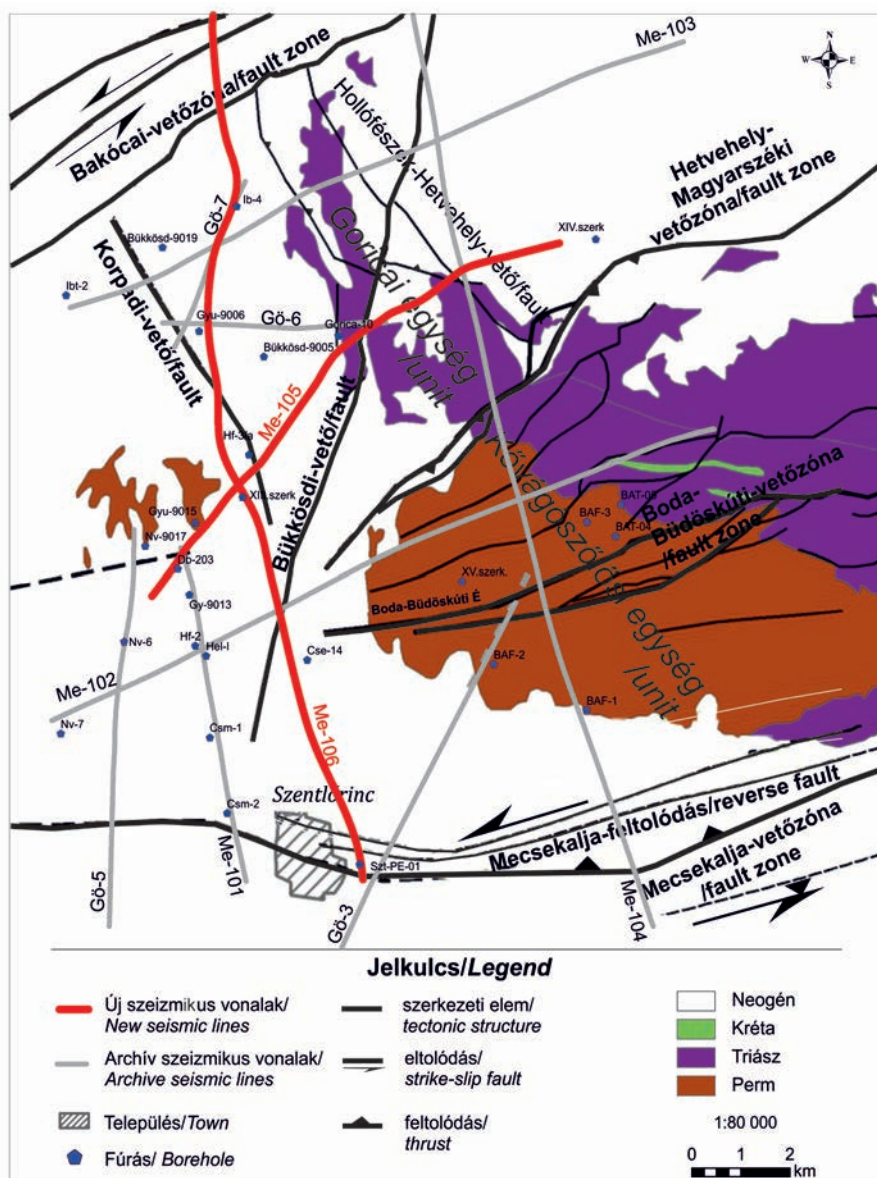 Me-103
N
W E
S
Bakócai-vetőzóna/fault zone
Hollófészek-Hetvehely-vető/fault
Hetvehely-
Magyarszéki
vetőzóna/fault zone
Gö-7
Ib-4
Bükkösd-9019
XIV.szerk
Goricai egység
/unit
Korpádi-vető/fault
Ibt-2
Gyu-9006
Gö-6
Gorica-10
Bükkösd-9005
Me-105
Bükkösdi-vető/fault
Hf-3/a
XIII.szerk
Gyu-9015
Nv-9017
Db-203
Gy-9013
Kővágószőlősi egység
/unit
BAT-05
BAF-3
BAT-04
Boda-
Büdöskúti-vetőzóna
/fault zone
XV.szerk.
Boda-Büdöskúti É
Nv-6
Hf-2
Hel-I
Cse-14
BAF-2
Me-102
Nv-7
Csm-1
BAF-1
Me-106
Csm-2
Szentlőrinc
Mecsekalja-feltolódás/reverse fault
Mecsekalja-vetőzóna
/fault zone
Szt-PE-01
Gö-5
Me-101
Gö-3
Me-104
Jelkulcs/Legend
Új szeizmikus vonalak/
New seismic lines
Archív szeizmikus vonalak/
Archive seismic lines
Település/Town
Fúrás/ Borehole
szerkezeti elem/
tectonic structure
eltolódás/
strike-slip fault
feltolódás/
thrust
Neogén
Kréta
Triász
Perm
1:80 000
0 1 2
km